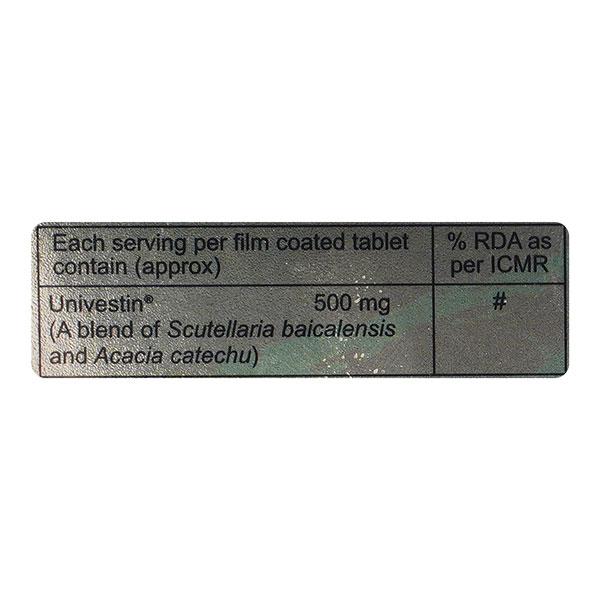 Each serving per film coated tablet
contain (approx)
% RDA as
per ICMR
Univestin® 500 mg
(A blend of Scutellaria baicalensis
and Acacia catechu)
#